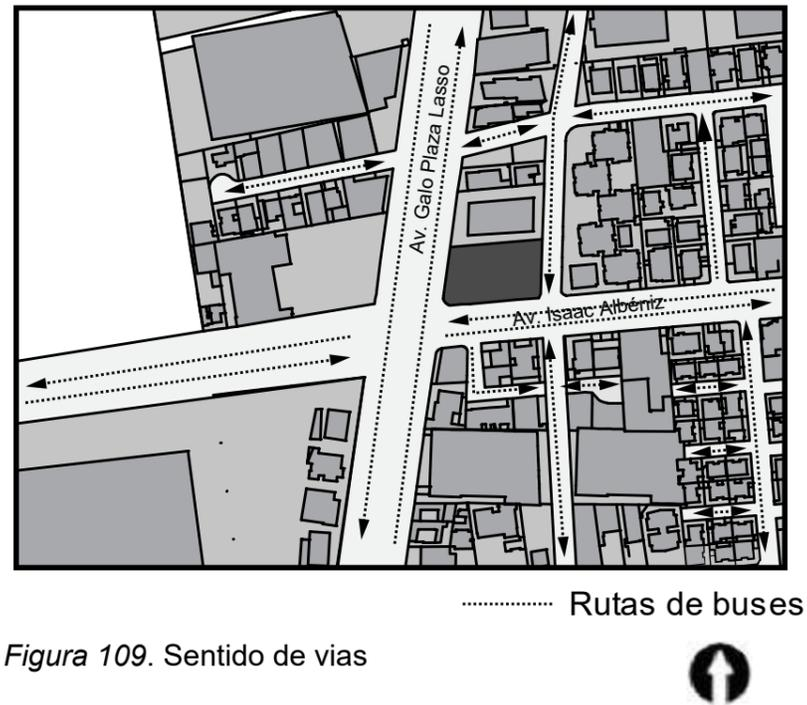 Av. Galo Plaza Lasso
Av. Isaac Albéniz
Rutas de buses
Figura 109. Sentido de vias